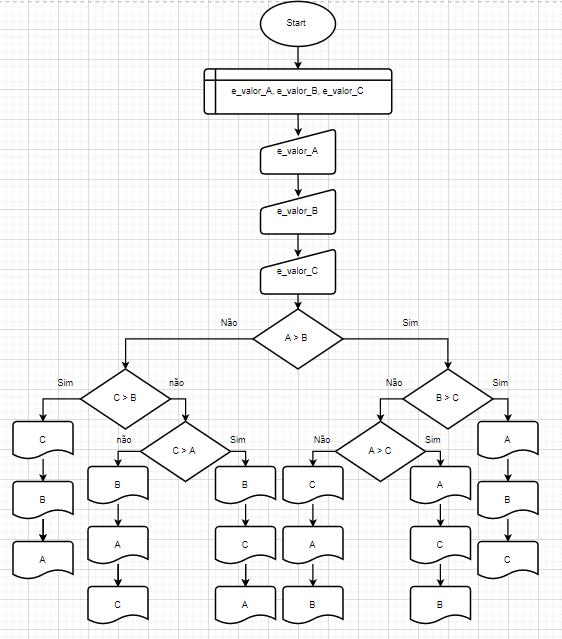 Start
e_valor_A, e_valor_B, e_valor_C
e_valor_A
e_valor_B
e_valor_C
Não
A > B
Sim
Sim
C > B
não
Não
B > C
Sim
C
não
C > A
Sim
Não
A > C
Sim
A
B
B
B
C
A
B
A
A
C
A
C
C
C
A
B
B